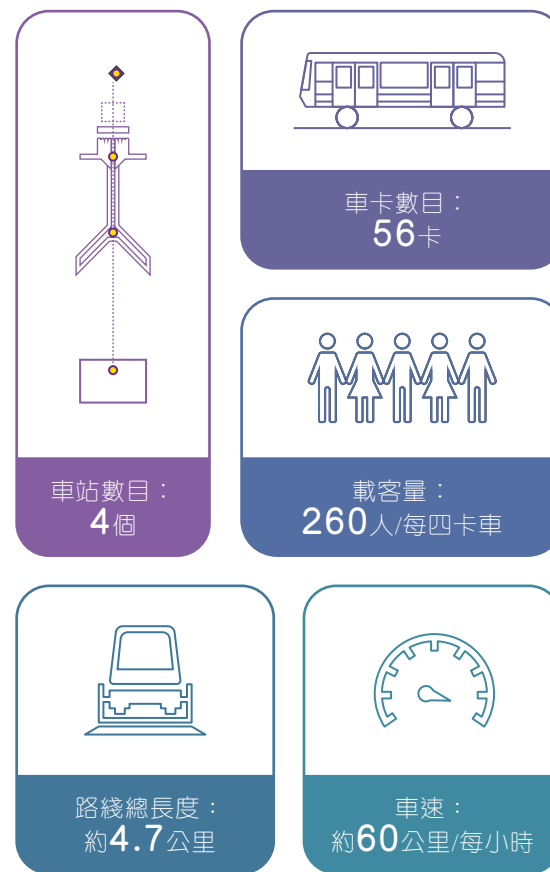 車卡數目：
56卡
車站數目：
4個
載客量：
260人/每四卡車
路綫總長度：
約4.7公里
車速：
約60公里/每小時